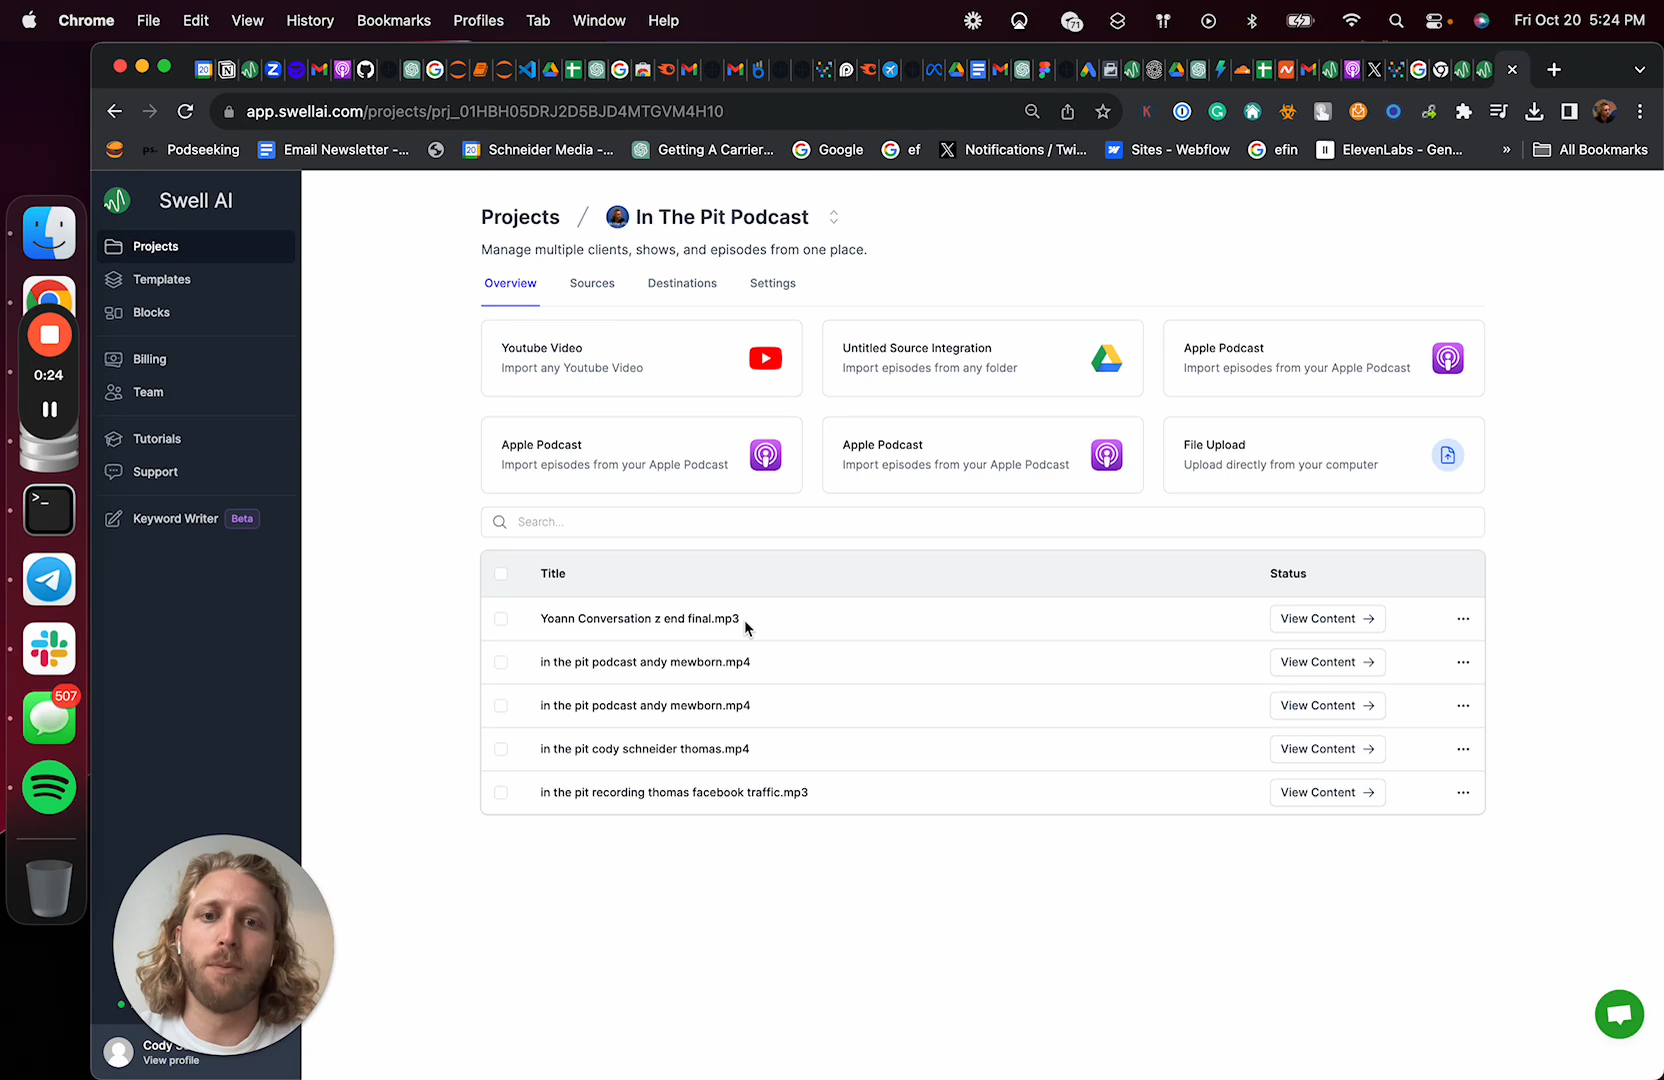 Chrome File Edit View History Bookmarks Profiles Tab Window Help
71
Fri Oct 20 5:24 PM
app.swellai.com/projects/prj_01HBH05DRJ2D5BJD4MTGVM4H10
ps. Podseeking
Email Newsletter -...
Schneider Media -...
Getting A Carrier...
Google
ef
Notifications / Twi...
Sites - Webflow
efin
ElevenLabs - Gen...
»
All Bookmarks
Swell AI
Projects
Templates
Blocks
Billing
Team
Tutorials
Support
Keyword Writer Beta
0:24
507
Projects / In The Pit Podcast
Manage multiple clients, shows, and episodes from one place.
Overview Sources Destinations Settings
Youtube Video
Import any Youtube Video
Untitled Source Integration
Import episodes from any folder
Apple Podcast
Import episodes from your Apple Podcast
Apple Podcast
Import episodes from your Apple Podcast
Apple Podcast
Import episodes from your Apple Podcast
File Upload
Upload directly from your computer
Search...
Title Status
Yoann Conversation z end final.mp3 View Content →
in the pit podcast andy mewborn.mp4 View Content →
in the pit podcast andy mewborn.mp4 View Content →
in the pit cody schneider thomas.mp4 View Content →
in the pit recording thomas facebook traffic.mp3 View Content →
Cody
View profile